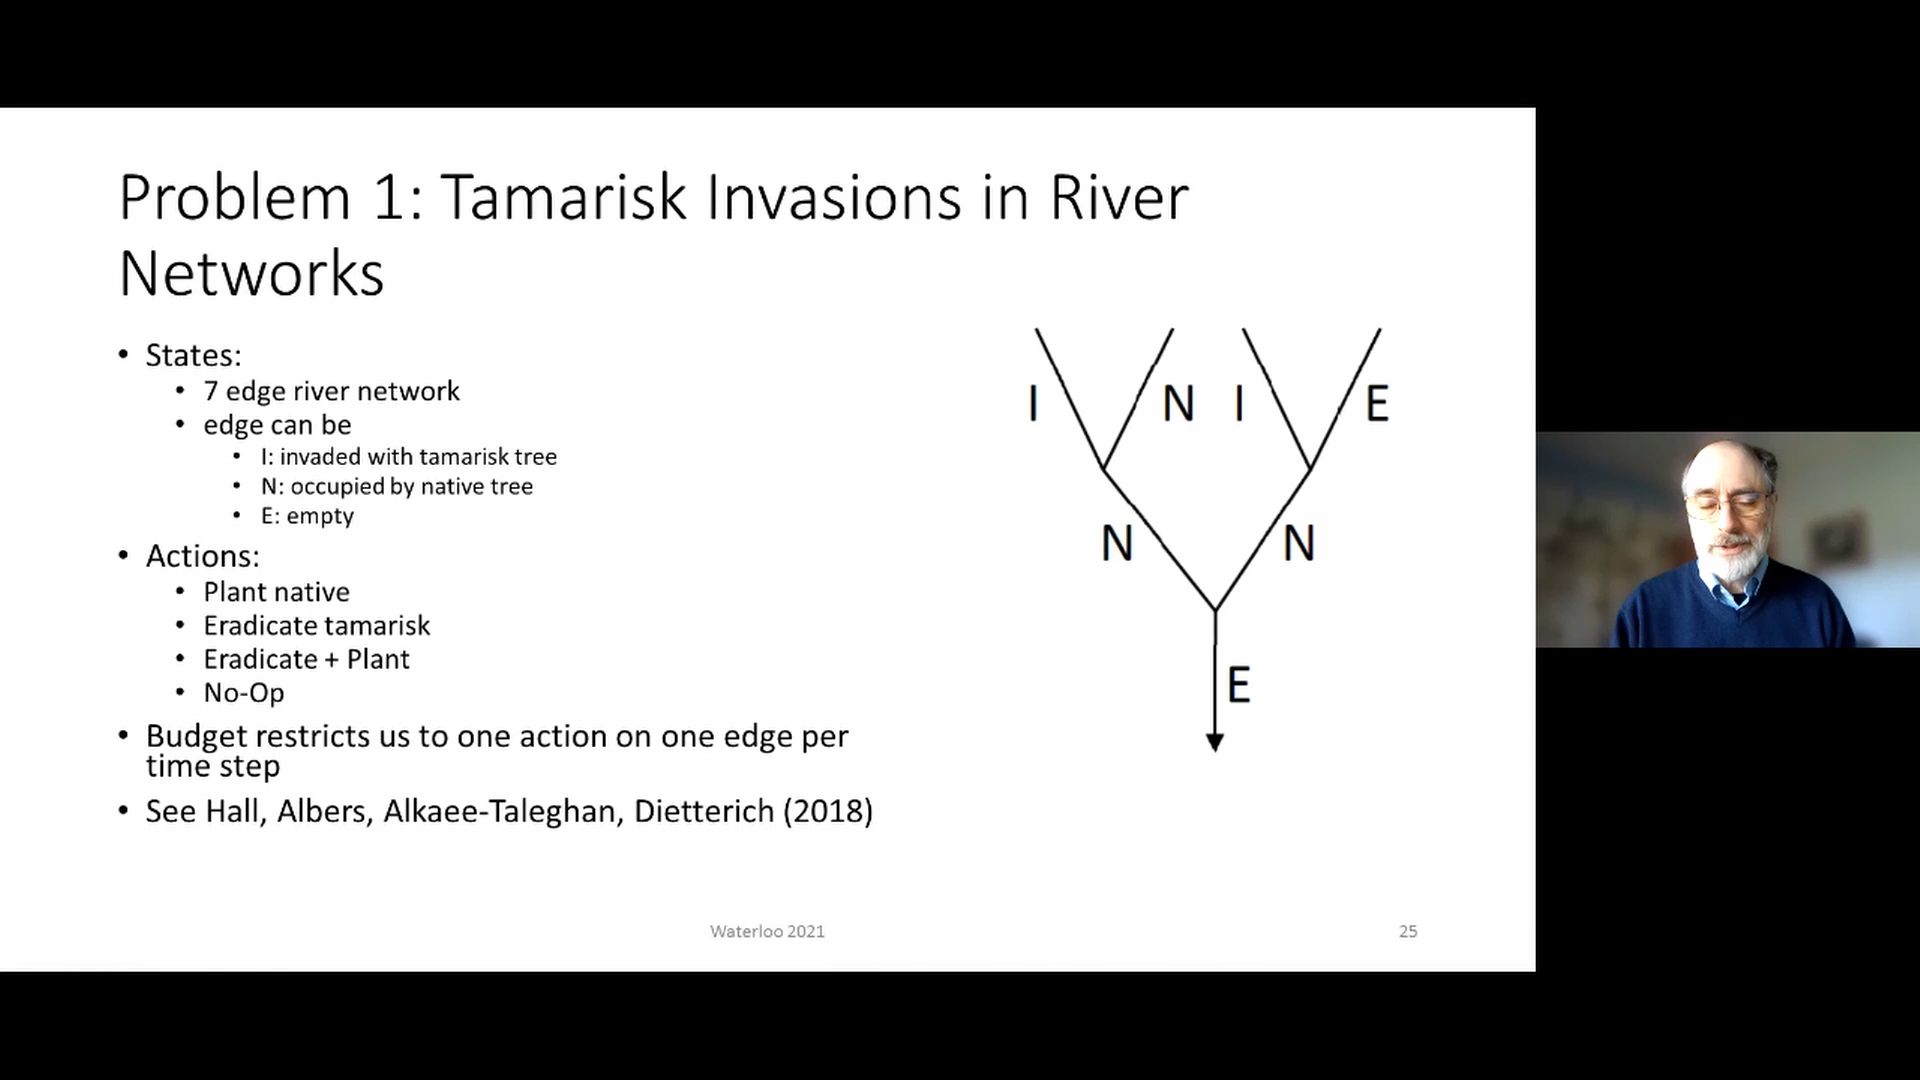 Problem 1: Tamarisk Invasions in River
Networks
• States:
• 7 edge river network
• edge can be
• I: invaded with tamarisk tree
• N: occupied by native tree
• E: empty
• Actions:
• Plant native
• Eradicate tamarisk
• Eradicate + Plant
• No-Op
• Budget restricts us to one action on one edge per
time step
• See Hall, Albers, Alkaee-Taleghan, Dietterich (2018)
I N I E
N N
E
Waterloo 2021
25